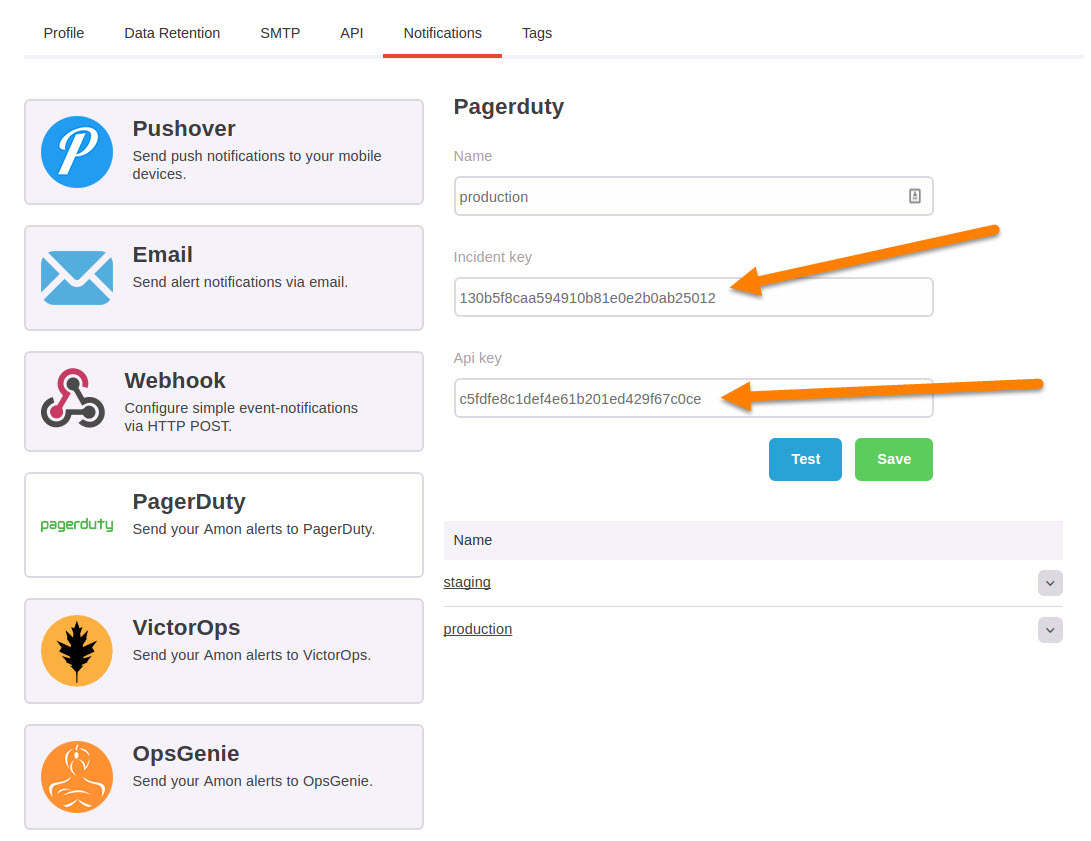 Profile Data Retention SMTP API Notifications Tags
Pushover
Send push notifications to your mobile
devices.
Email
Send alert notifications via email.
Webhook
Configure simple event-notifications
via HTTP POST.
pagerduty
PagerDuty
Send your Amon alerts to PagerDuty.
VictorOps
Send your Amon alerts to VictorOps.
OpsGenie
Send your Amon alerts to OpsGenie.
Pagerduty
Name
production
Incident key
130b5f8caa594910b81e0e2b0ab25012
Api key
c5fdfe8c1def4e61b201ed429f67c0ce
Test Save
Name
staging
production